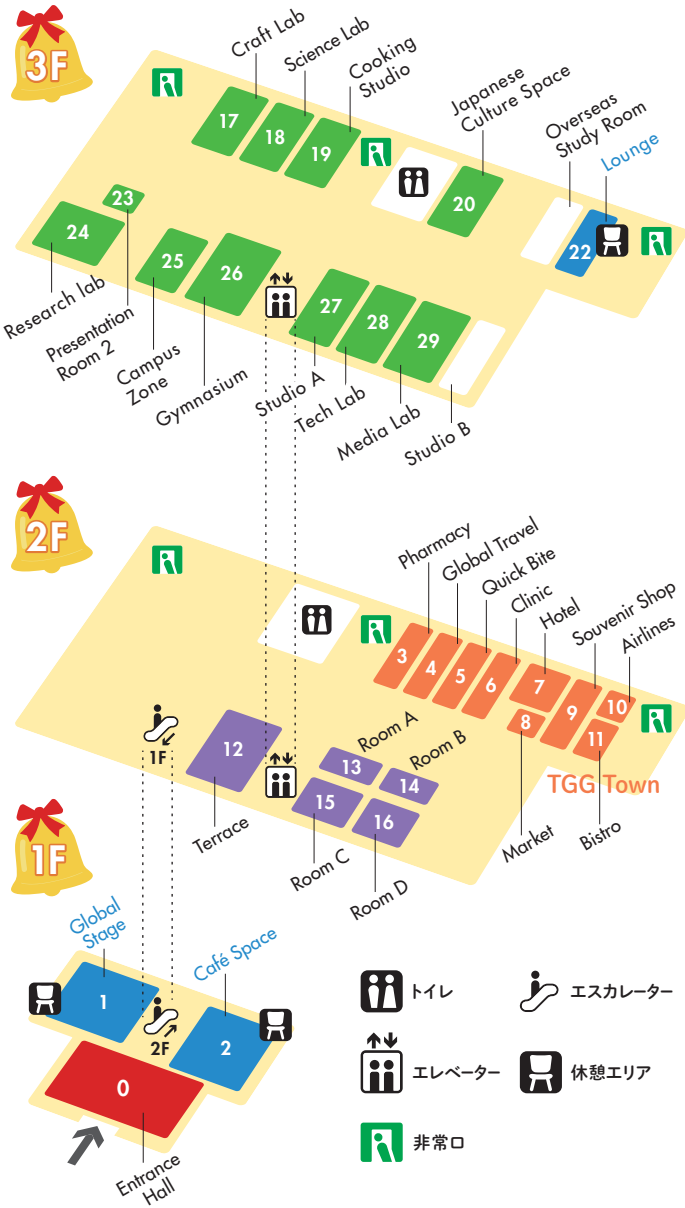 3F
Craft Lab
Science Lab
Cooking
Studio
Japanese
Culture Space
Overseas
Study Room
Lounge
17
18
19
20
22
23
24
25
26
27
28
29
Research lab
Presentation
Room 2
Campus
Zone
Gymnasium
Studio A
Tech Lab
Media Lab
Studio B
2F
Pharmacy
Global Travel
Quick Bite
Clinic
Hotel
Souvenir Shop
Airlines
3
4
5
6
7
8
9
10
11
1F
12
13
Room A
14
Room B
15
16
TGG Town
Terrace
Room C
Room D
Market
Bistro
1F
Global
Stage
Café Space
1
2F
2
0
Entrance
Hall
トイレ
エスカレーター
エレベーター
休憩エリア
非常口